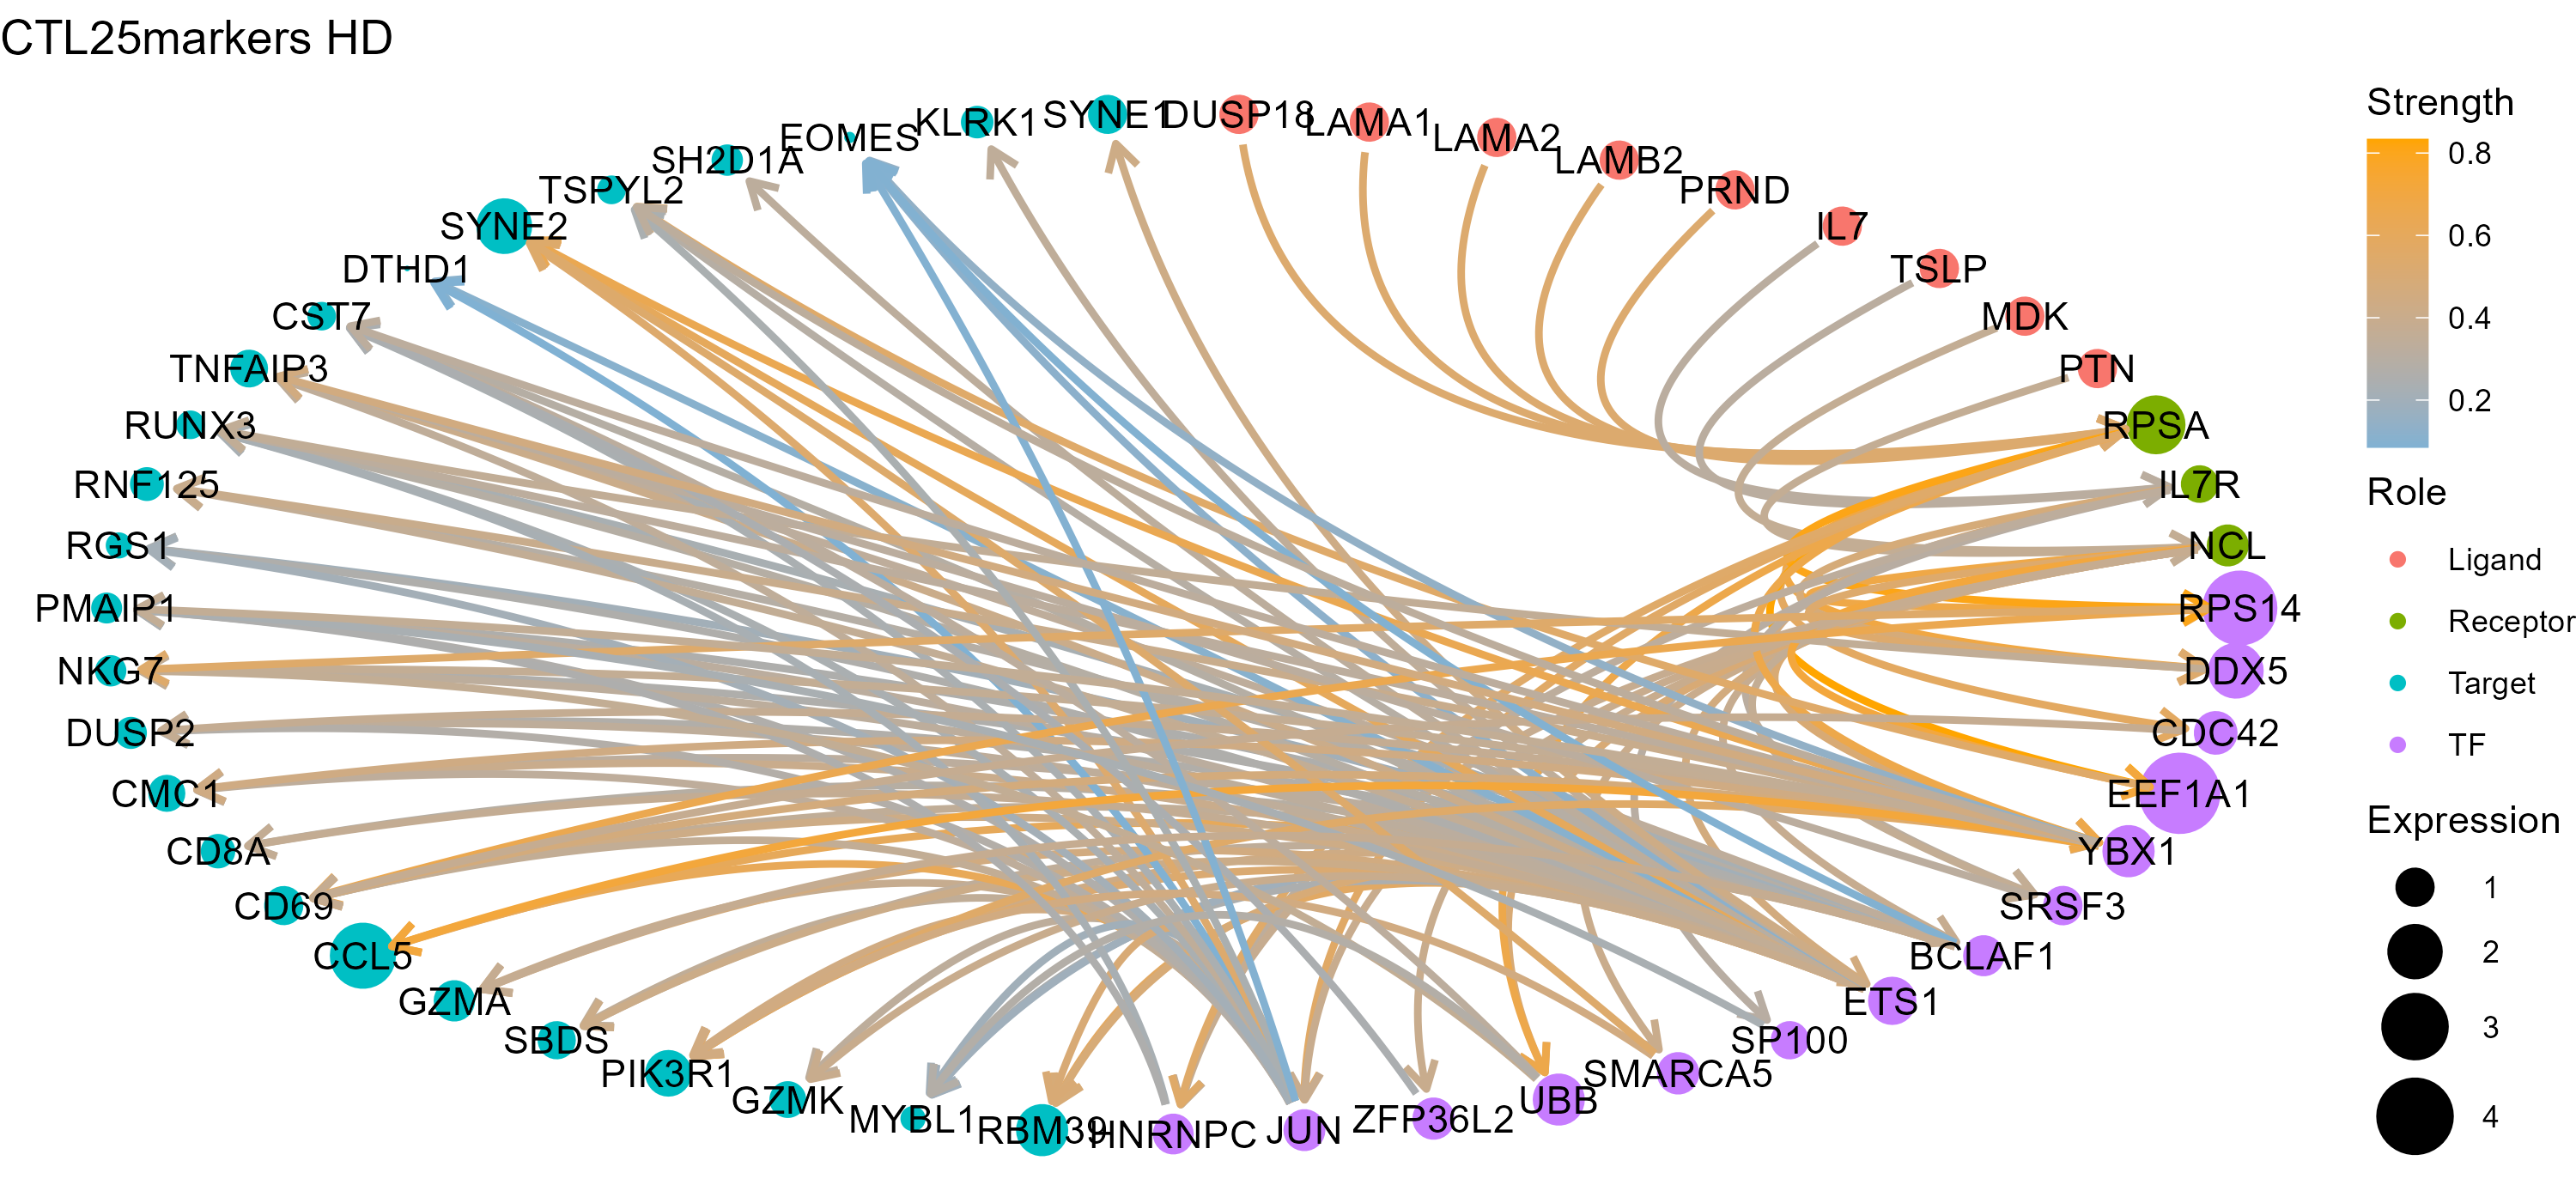 CTL25markers HD
SYNE1
DUSP18
LAMA1
LAMA2
LAMB2
PRND
IL7
TSLP
MDK
PTN
RPSA
IL7R
NCL
RPS14
DDX5
CDC42
EEF1A1
YBX1
SRSF3
BCLAF1
ETS1
SP100
SMARCA5
UBB
ZFP36L2
JUN
HNRNPC
RBM39
MYBL1
GZMK
PIK3R1
SBDS
GZMA
CCL5
CD69
CD8A
CMC1
DUSP2
NKG7
PMAIP1
RGS1
RNF125
RUNX3
TNFAIP3
CST7
DTHD1
SYNE2
TSPYL2
SH2D1A
EOMES
KLRK1
Strength
0.8
0.6
0.4
0.2
Role
Ligand
Receptor
Target
TF
Expression
1
2
3
4